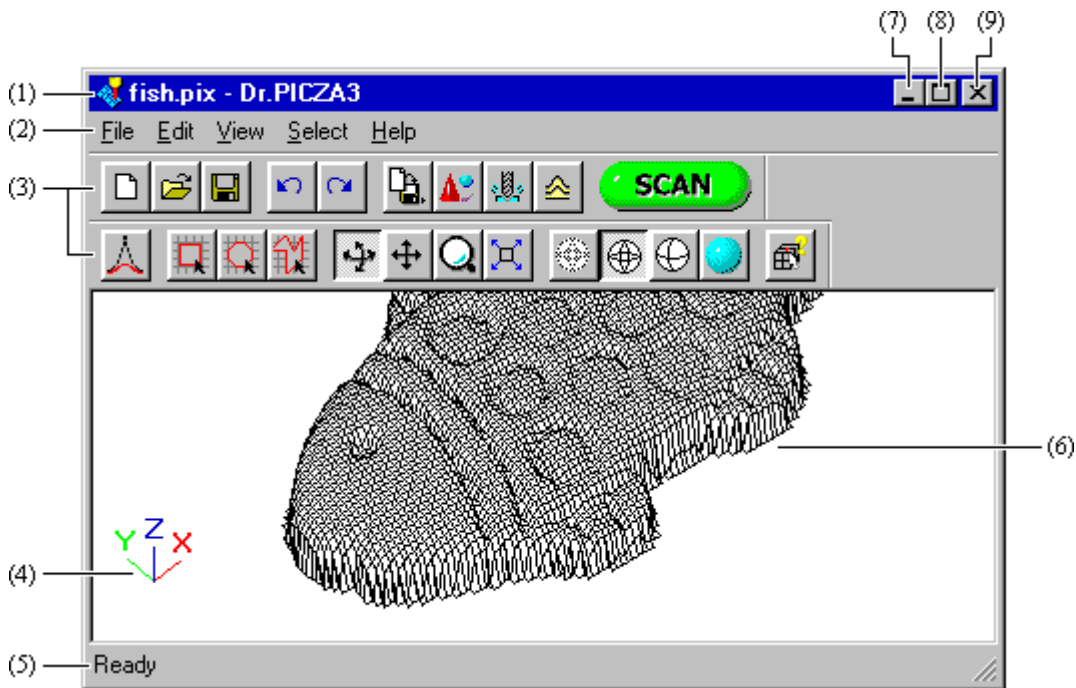 (7) (8) (9)
(1) fish.pix - Dr.PICZA3
(2) File Edit View Select Help
(3) SCAN
(6)
Y Z X
(4)
(5) Ready